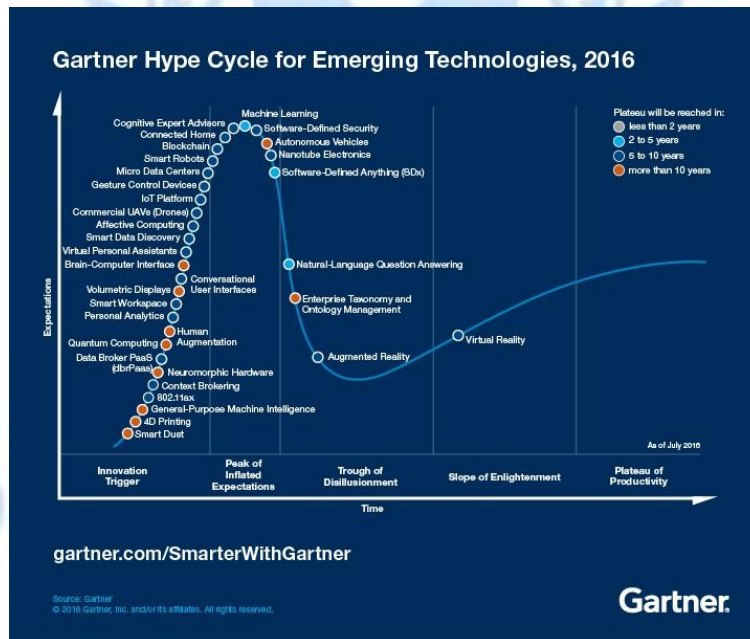 Gartner Hype Cycle for Emerging Technologies, 2016
Plateau will be reached in:
less than 2 years
2 to 5 years
5 to 10 years
more than 10 years
Expectations
Machine Learning
Cognitive Expert Advisors
Software-Defined Security
Connected Home
Autonomous Vehicles
Blockchain
Nanotube Electronics
Smart Robots
Micro Data Centers
Software-Defined Anything (SDx)
Gesture Control Devices
IoT Platform
Commercial UAVs (Drones)
Affective Computing
Smart Data Discovery
Virtual Personal Assistants
Brain-Computer Interface
Natural-Language Question Answering
Conversational
User Interfaces
Volumetric Displays
Enterprise Taxonomy and
Ontology Management
Smart Workspace
Personal Analytics
Human
Augmentation
Quantum Computing
Data Broker PaaS
(dbrPaaS)
Augmented Reality
Virtual Reality
Neuromorphic Hardware
Context Brokering
802.11ax
General-Purpose Machine Intelligence
4D Printing
Smart Dust
As of July 2016
Innovation
Trigger
Peak of
Inflated
Expectations
Trough of
Disillusionment
Slope of Enlightenment
Plateau of
Productivity
Time
gartner.com/SmarterWithGartner
Source: Gartner
© 2016 Gartner, Inc. and/or its affiliates. All rights reserved.
Gartner.